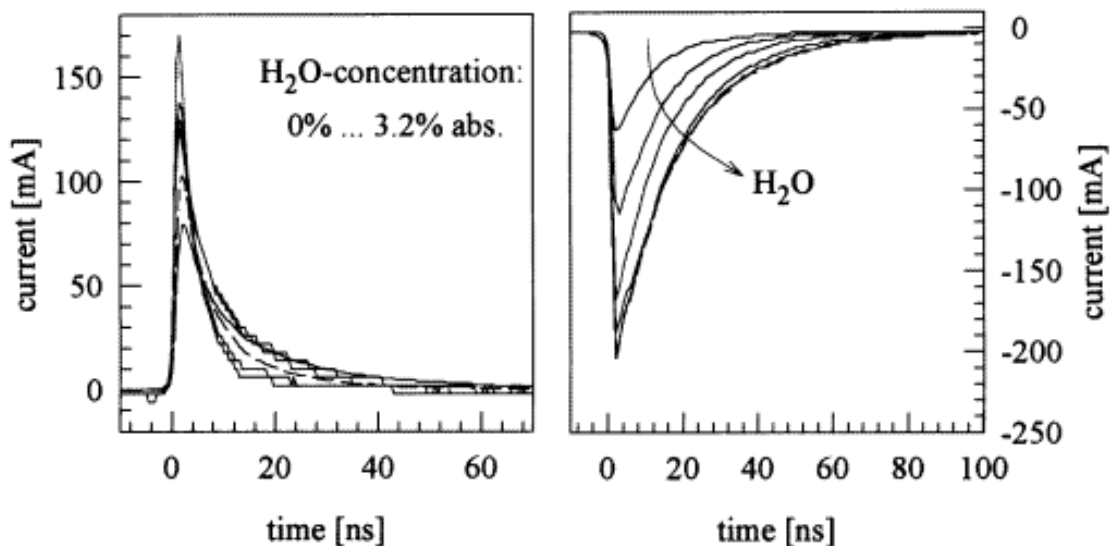 H2O-concentration:
0% ... 3.2% abs.
current [mA]
150
100
50
0
0
20
40
60
time [ns]
H2O
0
-50
-100
-150
-200
-250
current [mA]
0
20
40
60
80
100
time [ns]